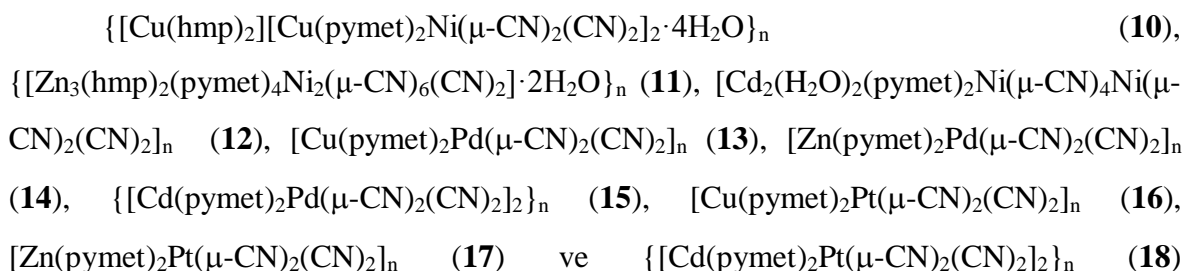 {[Cu(hmp)₂][Cu(pymet)₂Ni(μ-CN)₂(CN)₂]₂·4H₂O}ₙ (10),
{[Zn₃(hmp)₂(pymet)₄Ni₂(μ-CN)₆(CN)₂]·2H₂O}ₙ (11), [Cd₂(H₂O)₂(pymet)₂Ni(μ-CN)₄Ni(μ-
CN)₂(CN)₂]ₙ (12), [Cu(pymet)₂Pd(μ-CN)₂(CN)₂]ₙ (13), [Zn(pymet)₂Pd(μ-CN)₂(CN)₂]ₙ
(14), {[Cd(pymet)₂Pd(μ-CN)₂(CN)₂]₂}ₙ (15), [Cu(pymet)₂Pt(μ-CN)₂(CN)₂]ₙ (16),
[Zn(pymet)₂Pt(μ-CN)₂(CN)₂]ₙ (17) ve {[Cd(pymet)₂Pt(μ-CN)₂(CN)₂]₂}ₙ (18)